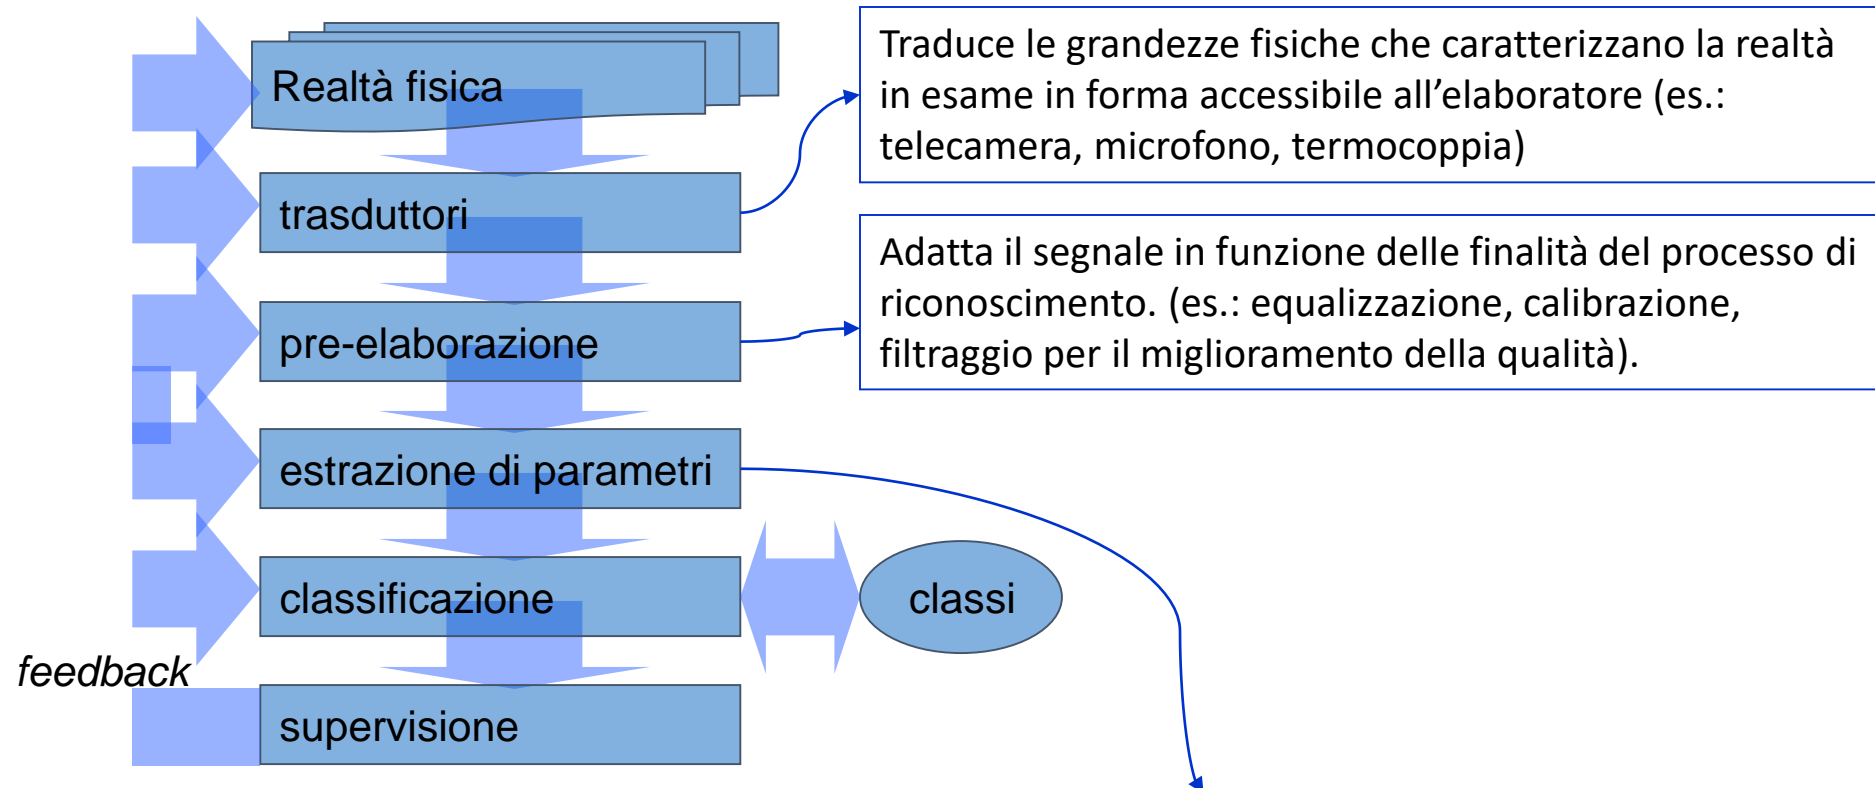 Realtà fisica
Traduce le grandezze fisiche che caratterizzano la realtà
in esame in forma accessibile all’elaboratore (es.:
telecamera, microfono, termocoppia)
trasduttori
Adatta il segnale in funzione delle finalità del processo di
riconoscimento. (es.: equalizzazione, calibrazione,
filtraggio per il miglioramento della qualità).
pre-elaborazione
estrazione di parametri
classificazione
classi
feedback
supervisione